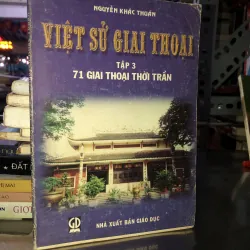 NGUYỄN KHẮC THUẦN
VIỆT SỬ GIAI THOẠI
TẬP 3
71 GIAI THOẠI THỜI TRẦN
GD
NHÀ XUẤT BẢN GIÁO DỤC